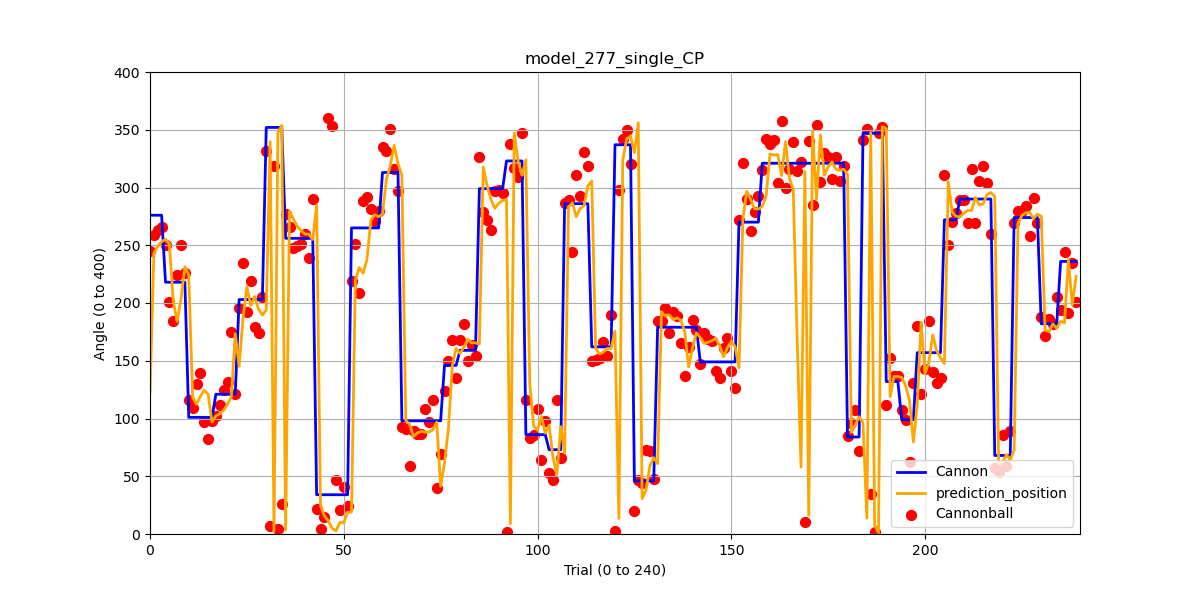 model_277_single_CP
Angle (0 to 400)
400
350
300
250
200
150
100
50
0
0 50 100 150 200
Trial (0 to 240)
Cannon
prediction_position
Cannonball